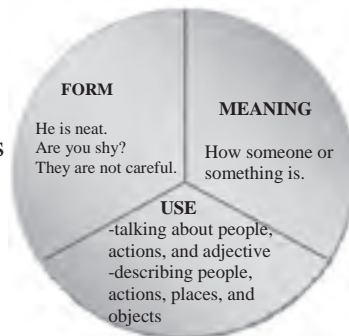 FORM
He is neat.
Are you shy?
They are not careful.
S
MEANING
How someone or
something is.
USE
-talking about people,
actions, and adjective
-describing people,
actions, places, and
objects